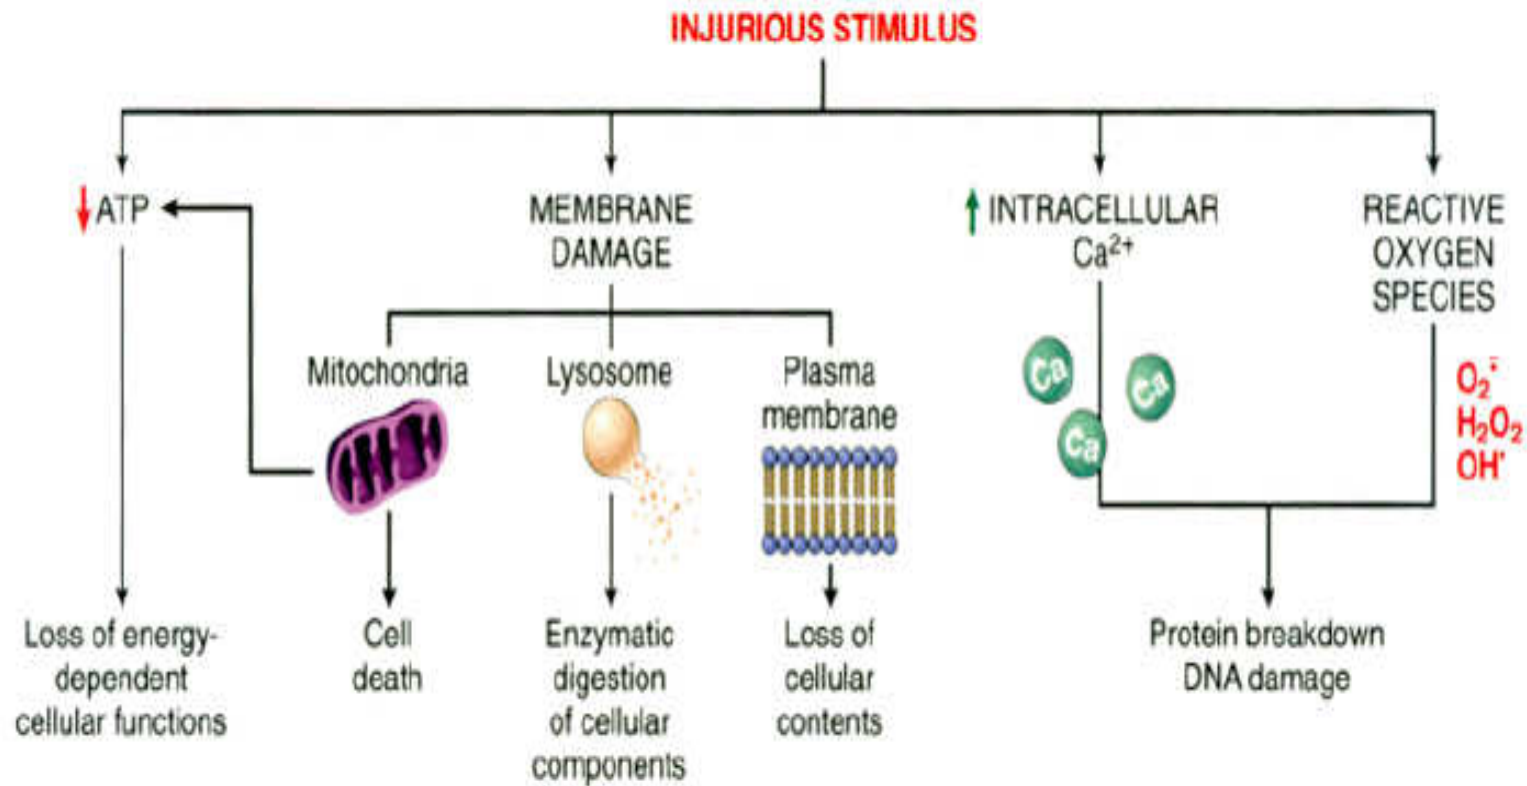 INJURIOUS STIMULUS
ATP
MEMBRANE
DAMAGE
INTRACELLULAR
Ca²⁺
REACTIVE
OXYGEN
SPECIES
Mitochondria
Lysosome
Plasma
membrane
Ca
Ca
Ca
O₂⁻̇
H₂O₂
OH˙
Loss of energy-
dependent
cellular functions
Cell
death
Enzymatic
digestion
of cellular
components
Loss of
cellular
contents
Protein breakdown
DNA damage